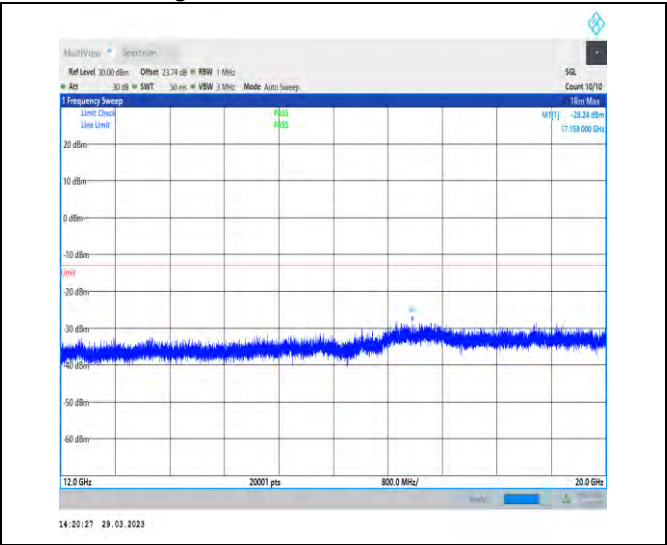 MultiView Spectrum
Ref Level 30.00 dBm Offset 23.74 dB RBW 1 MHz SGL
Att 30 dB SWT 50 ms VBW 3 MHz Mode Auto Sweep Count 10/10
1 Frequency Sweep 1Rm Max
Limit Check PASS M1[1] -28.24 dBm
Line Limit PASS 17.158 000 GHz
20 dBm
10 dBm
0 dBm
-10 dBm
Limit
-20 dBm
M1
-30 dBm
-40 dBm
-50 dBm
-60 dBm
12.0 GHz 20001 pts 800.0 MHz/ 20.0 GHz
Ready
14:20:27 29.03.2023